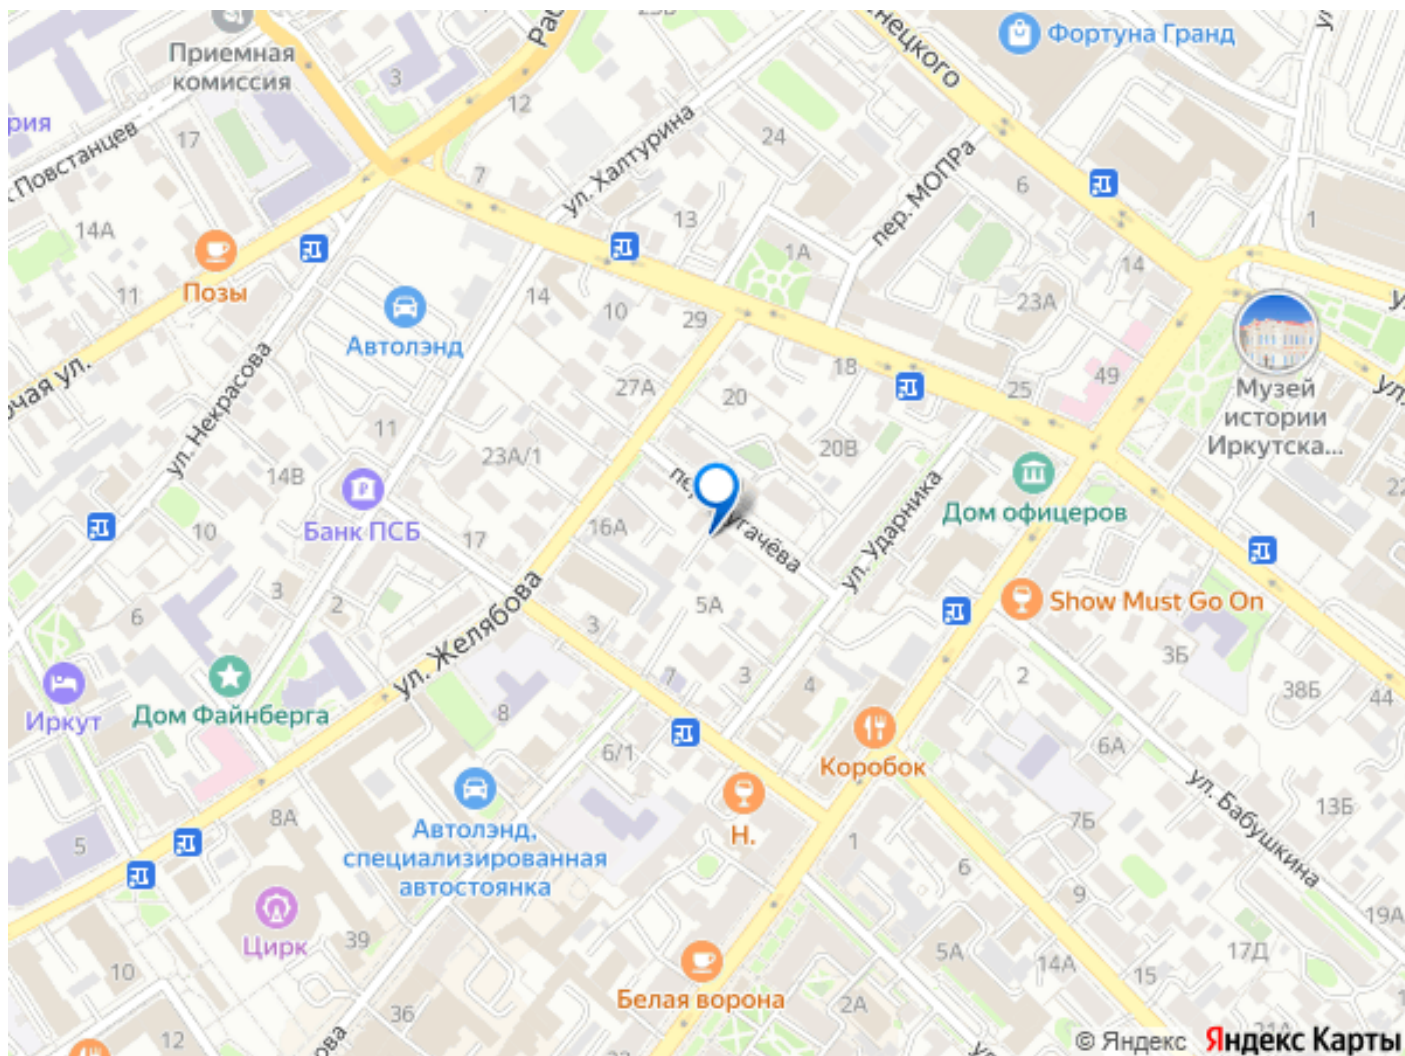 Приемная
комиссия
Фортуна Гранд
3
12
17
рия
Повстанцев
ул. Халтурина
24
пер. МОПРа
6
7
14А
13
1А
1
14
Позы
11
Автолэнд
14
10
29
23А
18
49
25
27А
20
Музей
истории
Иркутска...
ул. Некрасова
11
23А/1
20В
14В
Банк ПСБ
10
17
16А
пугачёва
ул. Ударника
Дом офицеров
22
Show Must Go On
6
3
2
5А
3
ул. Желябова
3Б
38Б
44
Иркут
Дом Файнберга
7
3
4
2
8
6/1
Коробок
6А
ул. Бабушкина
13Б
7Б
Н.
1
8А
5
Автолэнд,
специализированная
автостоянка
6
9
19А
Цирк
39
10
Белая ворона
5А
14А
15
17Д
2А
36
12
© Яндекс Яндекс Карты